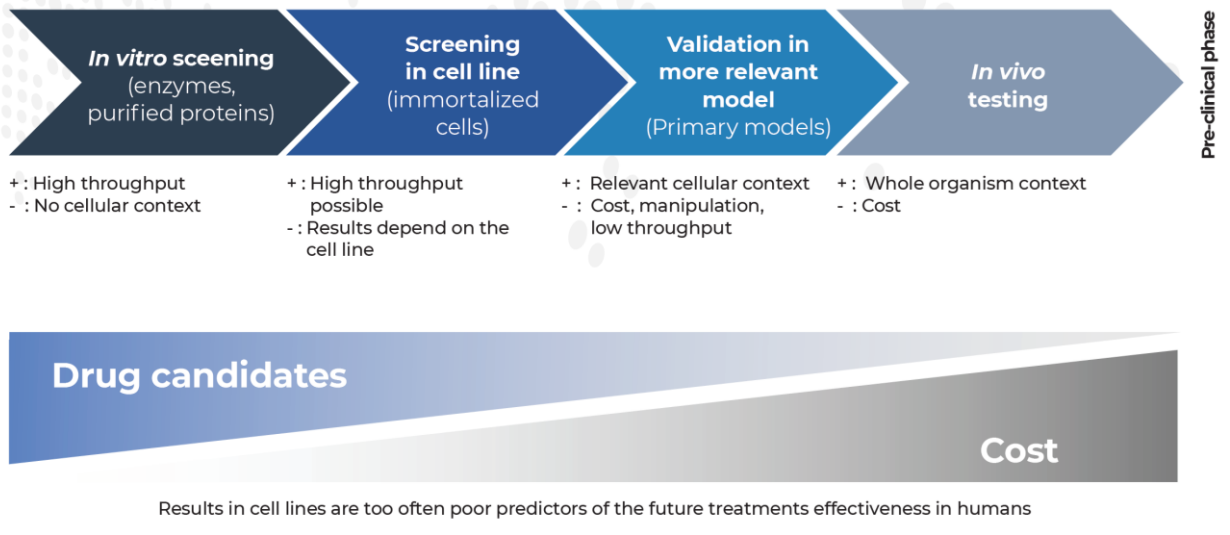 In vitro sceening
(enzymes,
purified proteins)
Screening
in cell line
(immortalized
cells)
Validation in
more relevant
model
(Primary models)
In vivo
testing
Pre-clinical phase
+ : High throughput
- : No cellular context
+ : High throughput
possible
- : Results depend on the
cell line
+ : Relevant cellular context
- : Cost, manipulation,
low throughput
+ : Whole organism context
- : Cost
Drug candidates
Cost
Results in cell lines are too often poor predictors of the future treatments effectiveness in humans